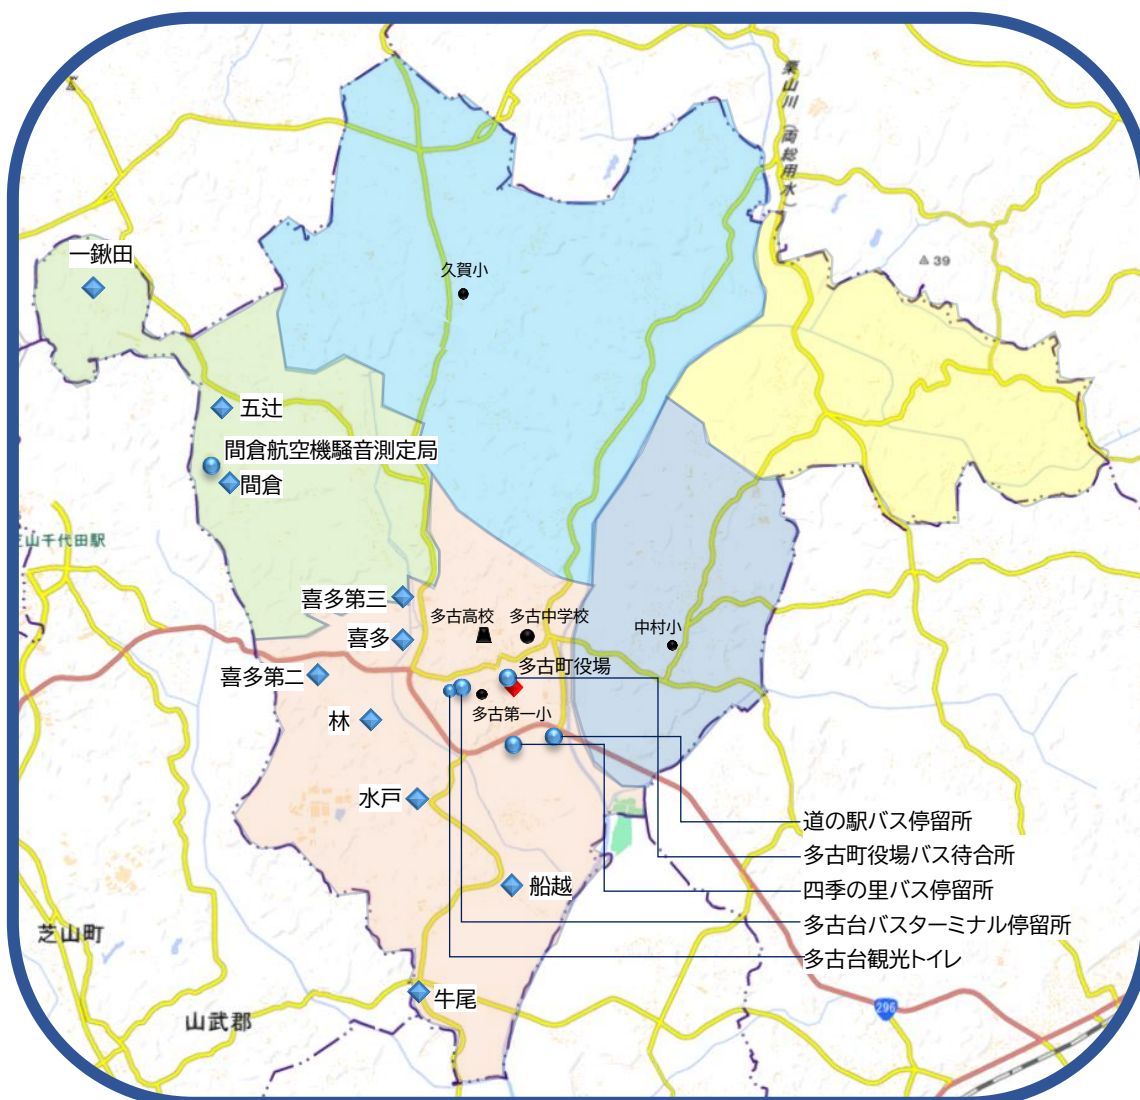 栗山川(両総用水)
一鍬田
久賀小
39
五辻
間倉航空機騒音測定局
間倉
芝山千代田駅
喜多第三
多古高校
多古中学校
中村小
喜多
多古町役場
喜多第二
多古第一小
林
水戸
道の駅バス停留所
多古町役場バス待合所
船越
四季の里バス停留所
多古台バスターミナル停留所
芝山町
多古台観光トイレ
牛尾
296
山武郡